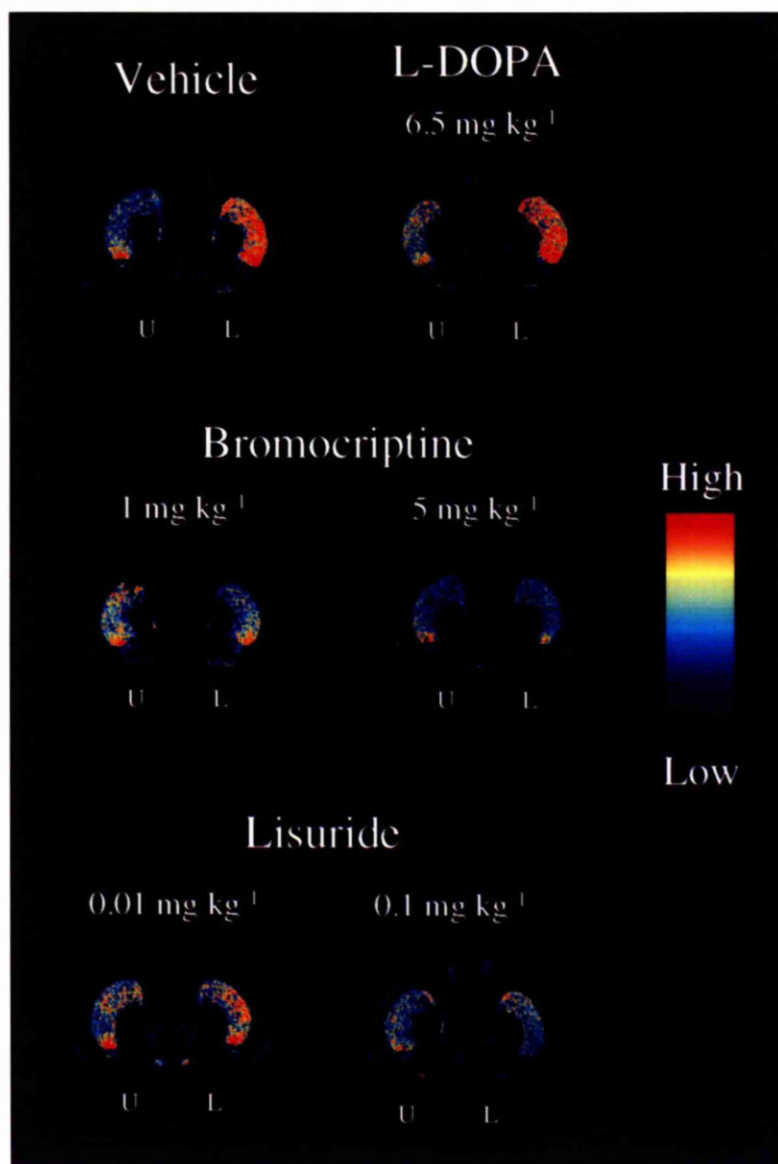 Vehicle
L-DOPA
6.5 mg kg ¹
U L
U L
Bromocriptine
1 mg kg ¹
5 mg kg ¹
U L
U L
High
Low
Lisuride
0.01 mg kg ¹
0.1 mg kg ¹
U L
U L